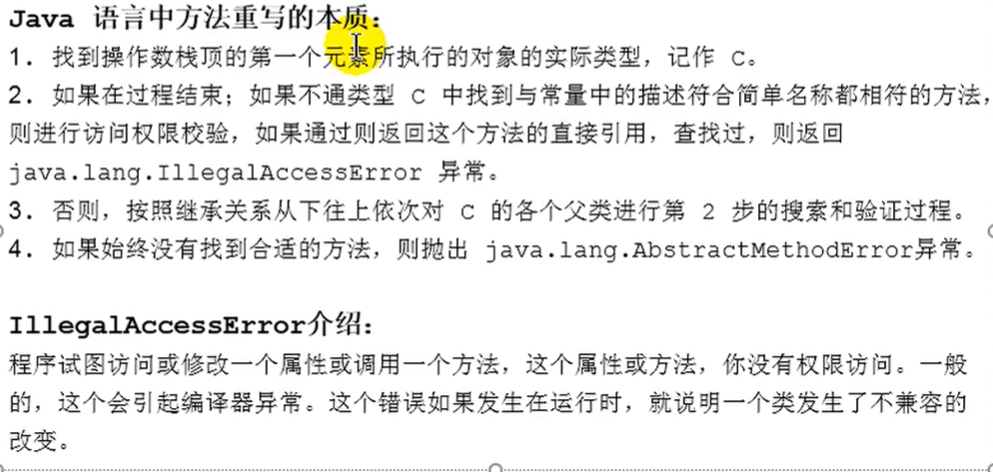 Java 语言中方法重写的本质：
1. 找到操作数栈顶的第一个元素所执行的对象的实际类型，记作 C。
2. 如果在过程结束；如果不通类型 C 中找到与常量中的描述符合简单名称都相符的方法，
则进行访问权限校验，如果通过则返回这个方法的直接引用，查找过，则返回
java.lang.IllegalAccessError 异常。
3. 否则，按照继承关系从下往上依次对 C 的各个父类进行第 2 步的搜索和验证过程。
4. 如果始终没有找到合适的方法，则抛出 java.lang.AbstractMethodError异常。
IllegalAccessError介绍：
程序试图访问或修改一个属性或调用一个方法，这个属性或方法，你没有权限访问。一般
的，这个会引起编译器异常。这个错误如果发生在运行时，就说明一个类发生了不兼容的
改变。